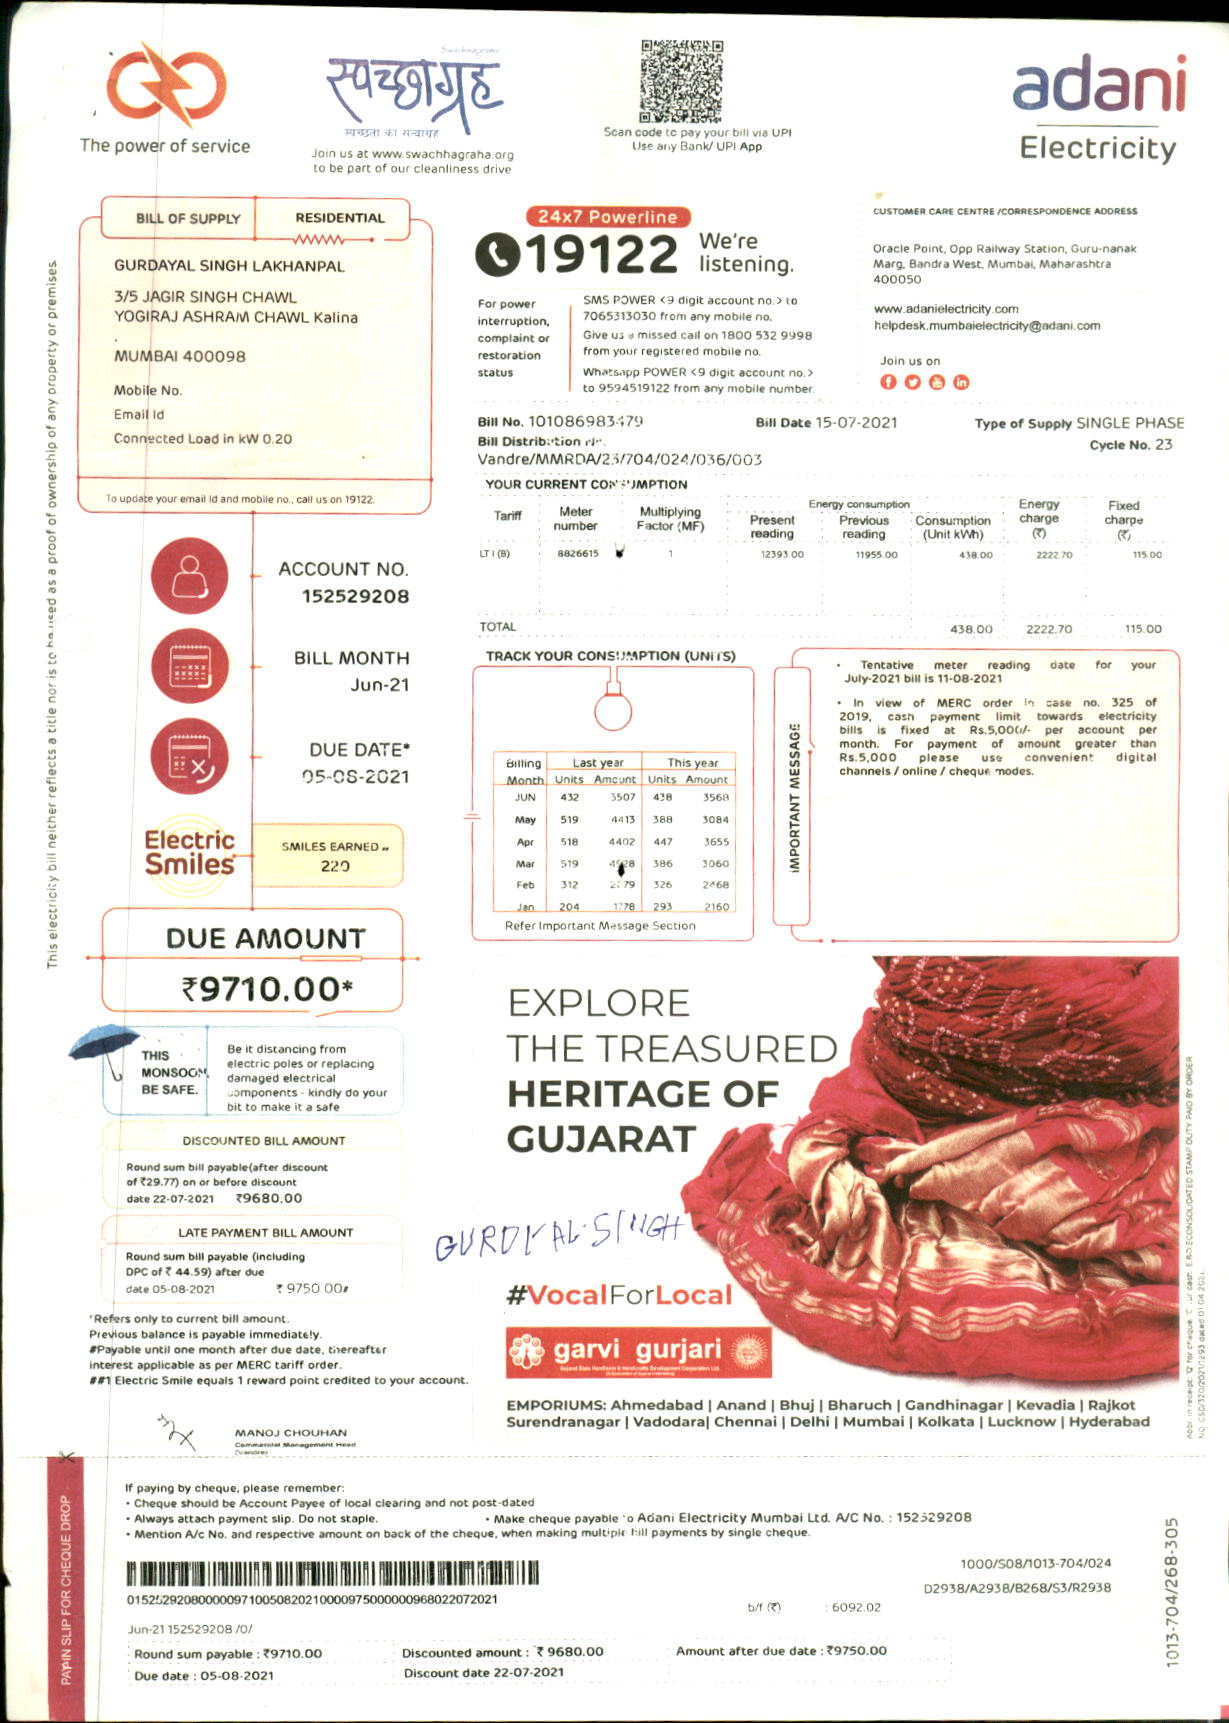 Swachhagraha
स्वच्छाग्रह
स्वच्छता का सत्याग्रह
The power of service
Join us at www.swachhagraha.org
to be part of our cleanliness drive
Scan code to pay your bill via UPI
Use any Bank/ UPI App
adani
Electricity
BILL OF SUPPLY RESIDENTIAL
GURDAYAL SINGH LAKHANPAL
3/5 JAGIR SINGH CHAWL
YOGIRAJ ASHRAM CHAWL Kalina
.
MUMBAI 400098
Mobile No.
Email Id
Connected Load in kW 0.20
To update your email id and mobile no., call us on 19122.
24x7 Powerline
19122 We're
listening.
For power
interruption,
complaint or
restoration
status
SMS POWER <9 digit account no.> to
7065313030 from any mobile no.
Give us a missed call on 1800 532 9998
from your registered mobile no.
Whatsapp POWER <9 digit account no.>
to 9594519122 from any mobile number.
CUSTOMER CARE CENTRE /CORRESPONDENCE ADDRESS
Oracle Point, Opp Railway Station, Guru-nanak
Marg, Bandra West, Mumbai, Maharashtra
400050
www.adanielectricity.com
helpdesk.mumbaielectricity@adani.com
Join us on
Bill No. 101086983479 Bill Date 15-07-2021 Type of Supply SINGLE PHASE
Bill Distribution Cycle No. 23
Vandre/MMRDA/23/704/024/036/003
YOUR CURRENT CONSUMPTION
Tariff Meter number Multiplying Factor (MF) Energy consumption Present reading Previous reading Consumption (Unit kWh) Energy charge (₹) Fixed charge (₹)
LT I (B) 8826615 1 12393.00 11955.00 438.00 2222.70 115.00
TOTAL 438.00 2222.70 115.00
ACCOUNT NO.
152529208
BILL MONTH
Jun-21
DUE DATE*
05-08-2021
Electric
Smiles
SMILES EARNED ##
220
DUE AMOUNT
₹9710.00*
TRACK YOUR CONSUMPTION (UNITS)
Billing Last year This year
Month Units Amount Units Amount
JUN 432 3507 438 3568
May 519 4413 388 3084
Apr 518 4402 447 3655
Mar 519 386 3060
Feb 312 326 2468
Jan 204 1778 293 2160
Refer Important Message Section
IMPORTANT MESSAGE
• Tentative meter reading date for your
July-2021 bill is 11-08-2021
• In view of MERC order in case no. 325 of
2019, cash payment limit towards electricity
bills is fixed at Rs.5,000/- per account per
month. For payment of amount greater than
Rs.5,000 please use convenient digital
channels / online / cheque modes.
THIS
MONSOON,
BE SAFE.
Be it distancing from
electric poles or replacing
damaged electrical
components - kindly do your
bit to make it a safe
DISCOUNTED BILL AMOUNT
Round sum bill payable(after discount
of ₹29.77) on or before discount
date 22-07-2021 ₹9680.00
LATE PAYMENT BILL AMOUNT
Round sum bill payable (including
DPC of ₹ 44.59) after due
date 05-08-2021 ₹ 9750.00#
*Refers only to current bill amount.
Previous balance is payable immediately.
#Payable until one month after due date, thereafter
interest applicable as per MERC tariff order.
##1 Electric Smile equals 1 reward point credited to your account.
MANOJ CHOUHAN
Commercial Management Head
(Vandre)
EXPLORE
THE TREASURED
HERITAGE OF
GUJARAT
GURDYAL SINGH
#VocalForLocal
garvi gurjari
Gujarat State Handloom & Handicrafts Development Corporation Ltd.
EMPORIUMS: Ahmedabad | Anand | Bhuj | Bharuch | Gandhinagar | Kevadia | Rajkot
Surendranagar | Vadodara| Chennai | Delhi | Mumbai | Kolkata | Lucknow | Hyderabad
This electricity bill neither reflects a title nor is to be used as a proof of ownership of any property or premises.
PAYIN SLIP FOR CHEQUE DROP
If paying by cheque, please remember:
• Cheque should be Account Payee of local clearing and not post-dated
• Always attach payment slip. Do not staple. • Make cheque payable to Adani Electricity Mumbai Ltd. A/C No. : 152529208
• Mention A/c No. and respective amount on back of the cheque, when making multiple bill payments by single cheque.
1000/S08/1013-704/024
D2938/A2938/B268/S3/R2938
0152529208000000971005082021000097500000096802207​2021
b/f (₹) : 6092.02
Jun-21 152529208 /0/
Round sum payable : ₹9710.00 Discounted amount : ₹ 9680.00 Amount after due date : ₹9750.00
Due date : 05-08-2021 Discount date 22-07-2021
1013-704/268-305